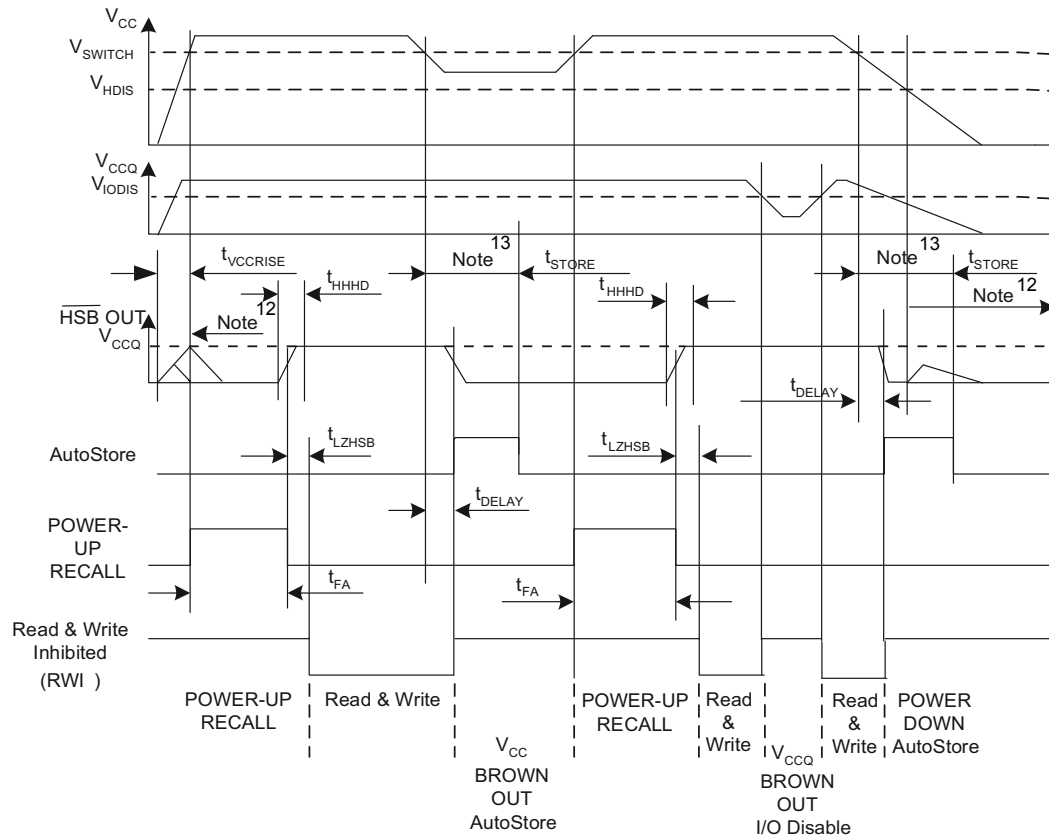 VCC
VSWITCH
VHDIS
VCCQ
VIODIS
tVCCRISE
tHHHD
Note 13
tSTORE
tHHHD
Note 13
tSTORE
HSB OUT
Note 12
Note 12
VCCQ
tDELAY
AutoStore
tLZHSB
tLZHSB
tDELAY
POWER-
UP
RECALL
tFA
tFA
Read & Write
Inhibited
(RWI )
POWER-UP
RECALL
Read & Write
VCC
BROWN
OUT
AutoStore
POWER-UP
RECALL
Read
&
Write
VCCQ
BROWN
OUT
I/O Disable
Read
&
Write
POWER
DOWN
AutoStore